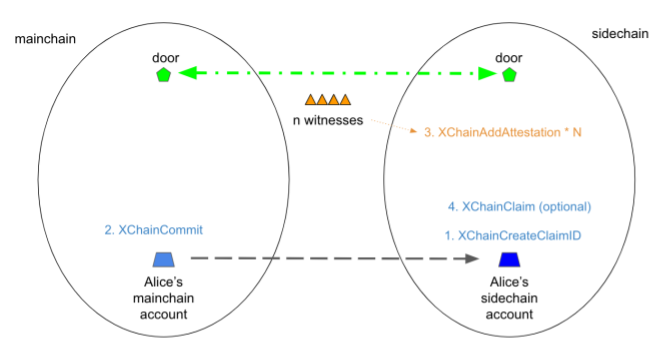 mainchain
sidechain
door
door
n witnesses
3. XChainAddAttestation * N
4. XChainClaim (optional)
2. XChainCommit
1. XChainCreateClaimID
Alice's
mainchain
account
Alice's
sidechain
account